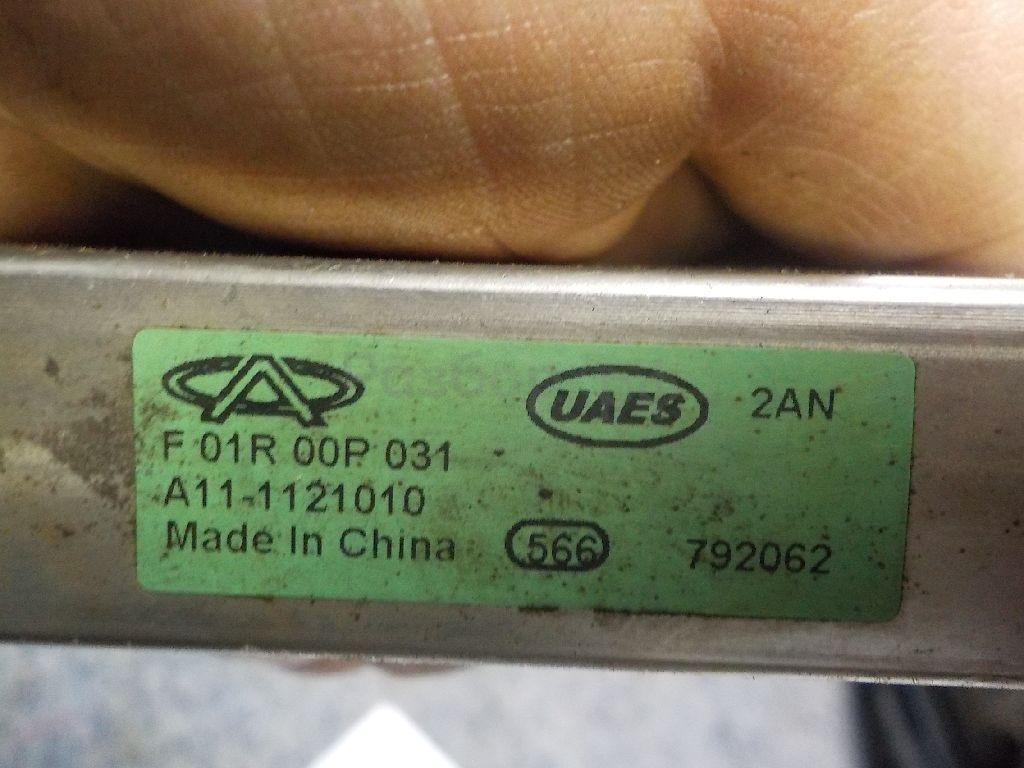 UAES 2AN
F 01R 00P 031
A11-1121010
Made In China 566 792062